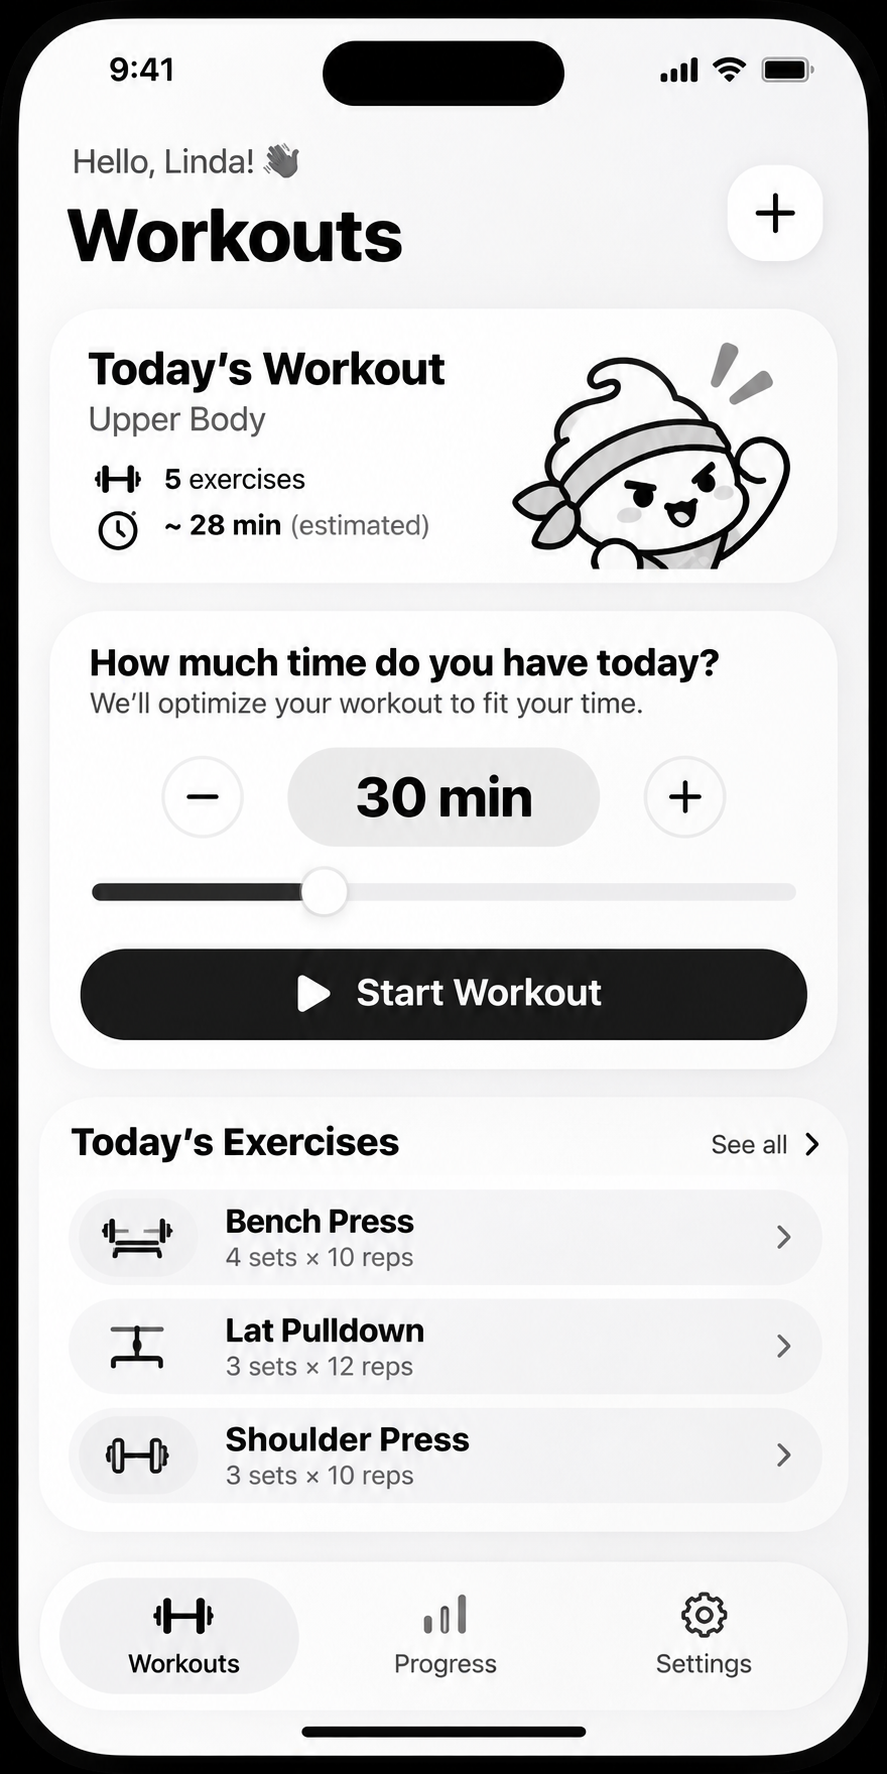 9:41
Hello, Linda! 👋
Workouts
Today's Workout
Upper Body
5 exercises
~ 28 min (estimated)
How much time do you have today?
We'll optimize your workout to fit your time.
30 min
Start Workout
Today's Exercises
See all
Bench Press
4 sets × 10 reps
Lat Pulldown
3 sets × 12 reps
Shoulder Press
3 sets × 10 reps
Workouts
Progress
Settings